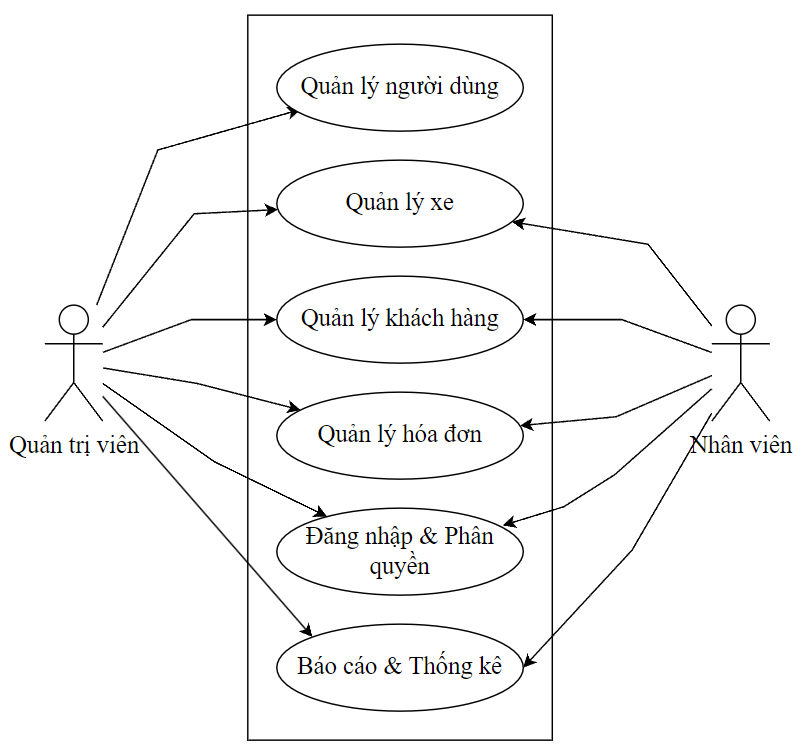 Quản lý người dùng
Quản lý xe
Quản lý khách hàng
Quản lý hóa đơn
Quản trị viên
Nhân viên
Đăng nhập & Phân
quyền
Báo cáo & Thống kê